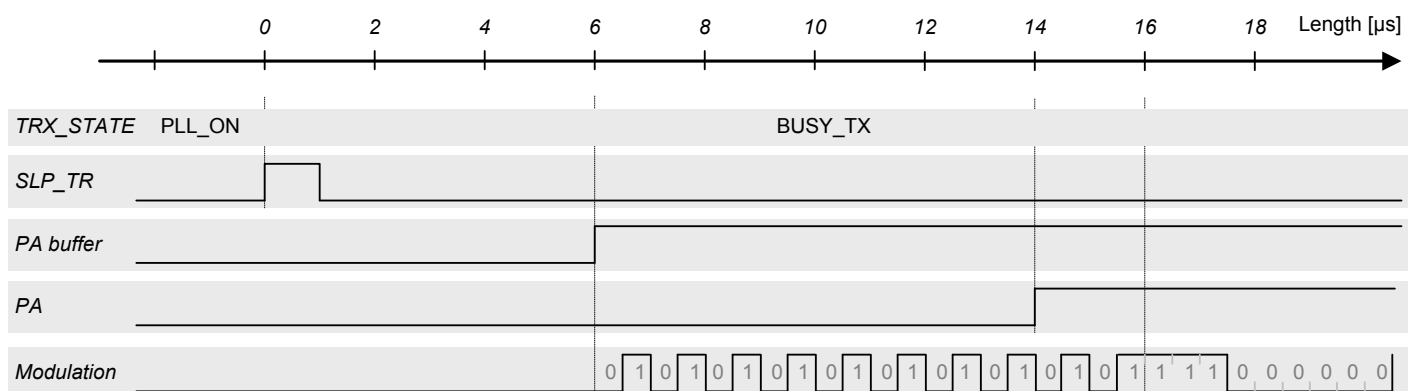 0 2 4 6 8 10 12 14 16 18 Length [µs]
TRX_STATE PLL_ON BUSY_TX
SLP_TR
PA buffer
PA
Modulation 0 1 0 1 0 1 0 1 0 1 0 1 0 1 0 1 0 1 0 1 1 1 1 0 0 0 0 0 0